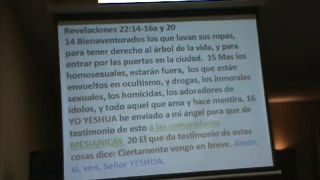 Revelaciones 22:14-16a y 20
14 Bienaventurados los que lavan sus ropas,
para tener derecho al árbol de la vida, y para
entrar por las puertas en la ciudad. 15 Mas los
homosexuales, estarán fuera, los que están
envueltos en ocultismo, y drogas, los inmorales
sexuales, los homicidas, los adoradores de
ídolos, y todo aquel que ama y hace mentira. 16
YO YESHUA he enviado a mi ángel para que de
testimonio de esto a las comunidades
MESIANICAS 20 El que da testimonio de estas
cosas dice: Ciertamente vengo en breve. Amén;
sí, ven, Señor YESHUA.